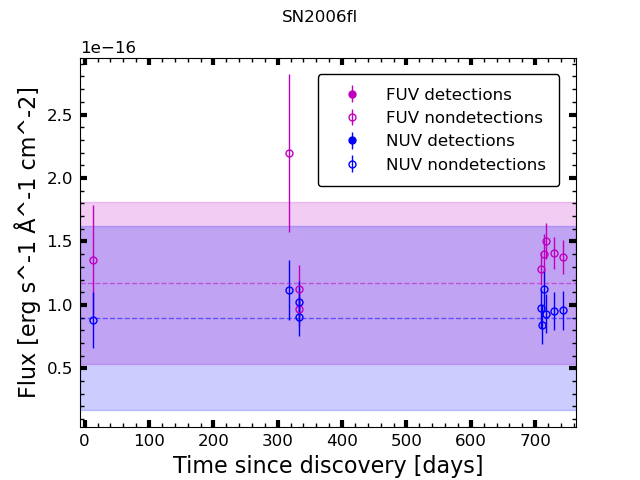 SN2006fl
1e−16
FUV detections
FUV nondetections
NUV detections
NUV nondetections
2.5
2.0
1.5
1.0
0.5
Flux [erg s^-1 Å^-1 cm^-2]
0 100 200 300 400 500 600 700
Time since discovery [days]